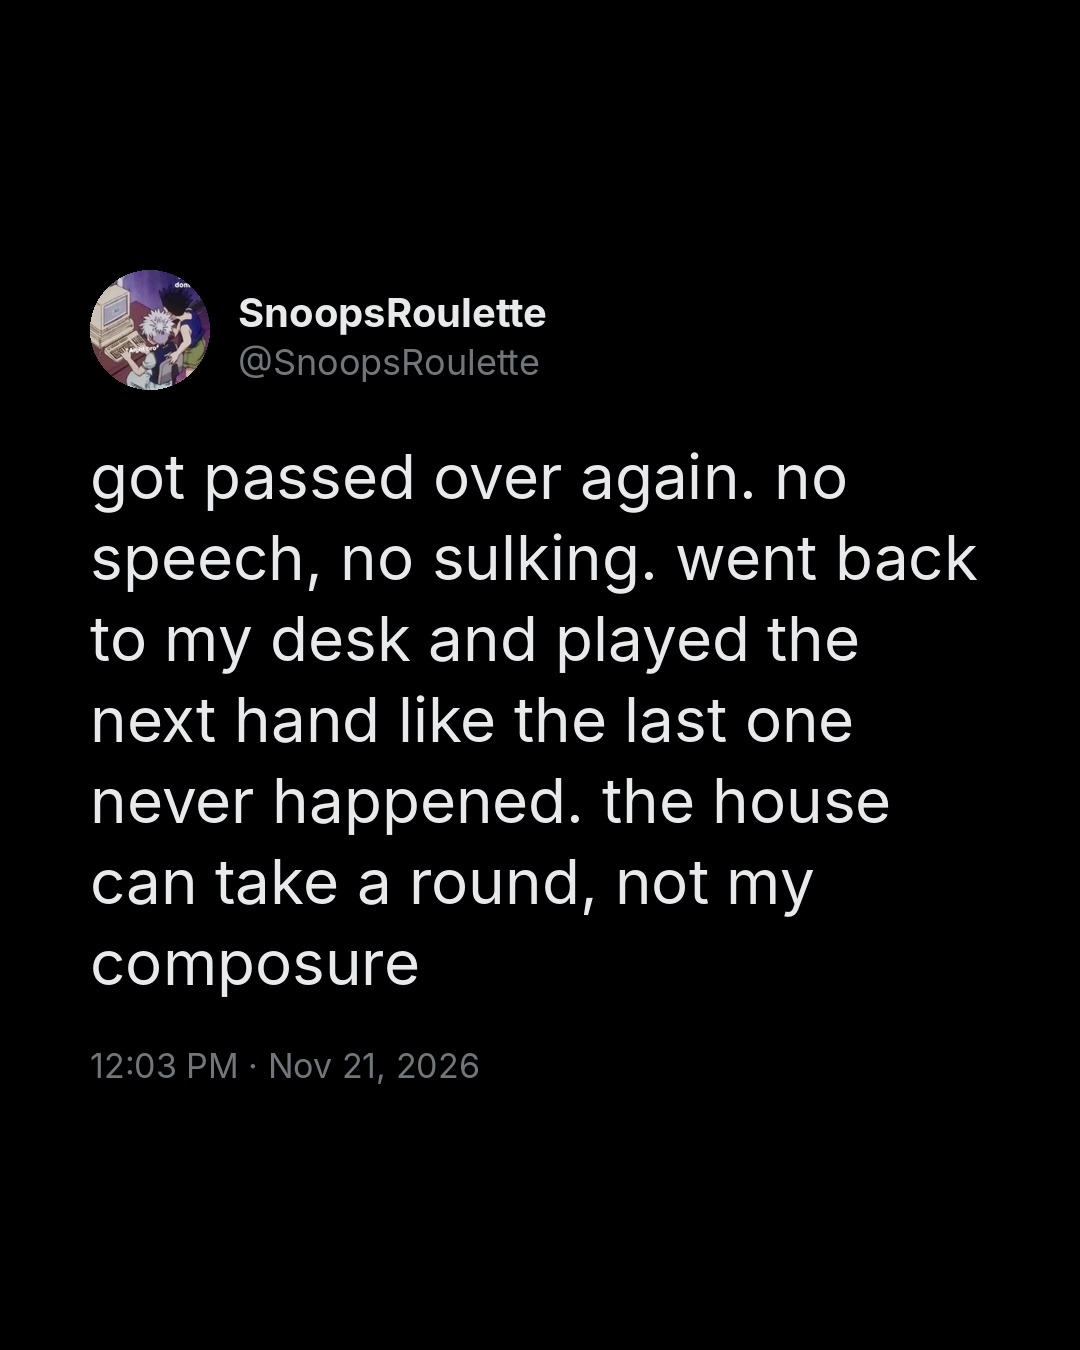 SnoopsRoulette
@SnoopsRoulette
got passed over again. no
speech, no sulking. went back
to my desk and played the
next hand like the last one
never happened. the house
can take a round, not my
composure
12:03 PM · Nov 21, 2026